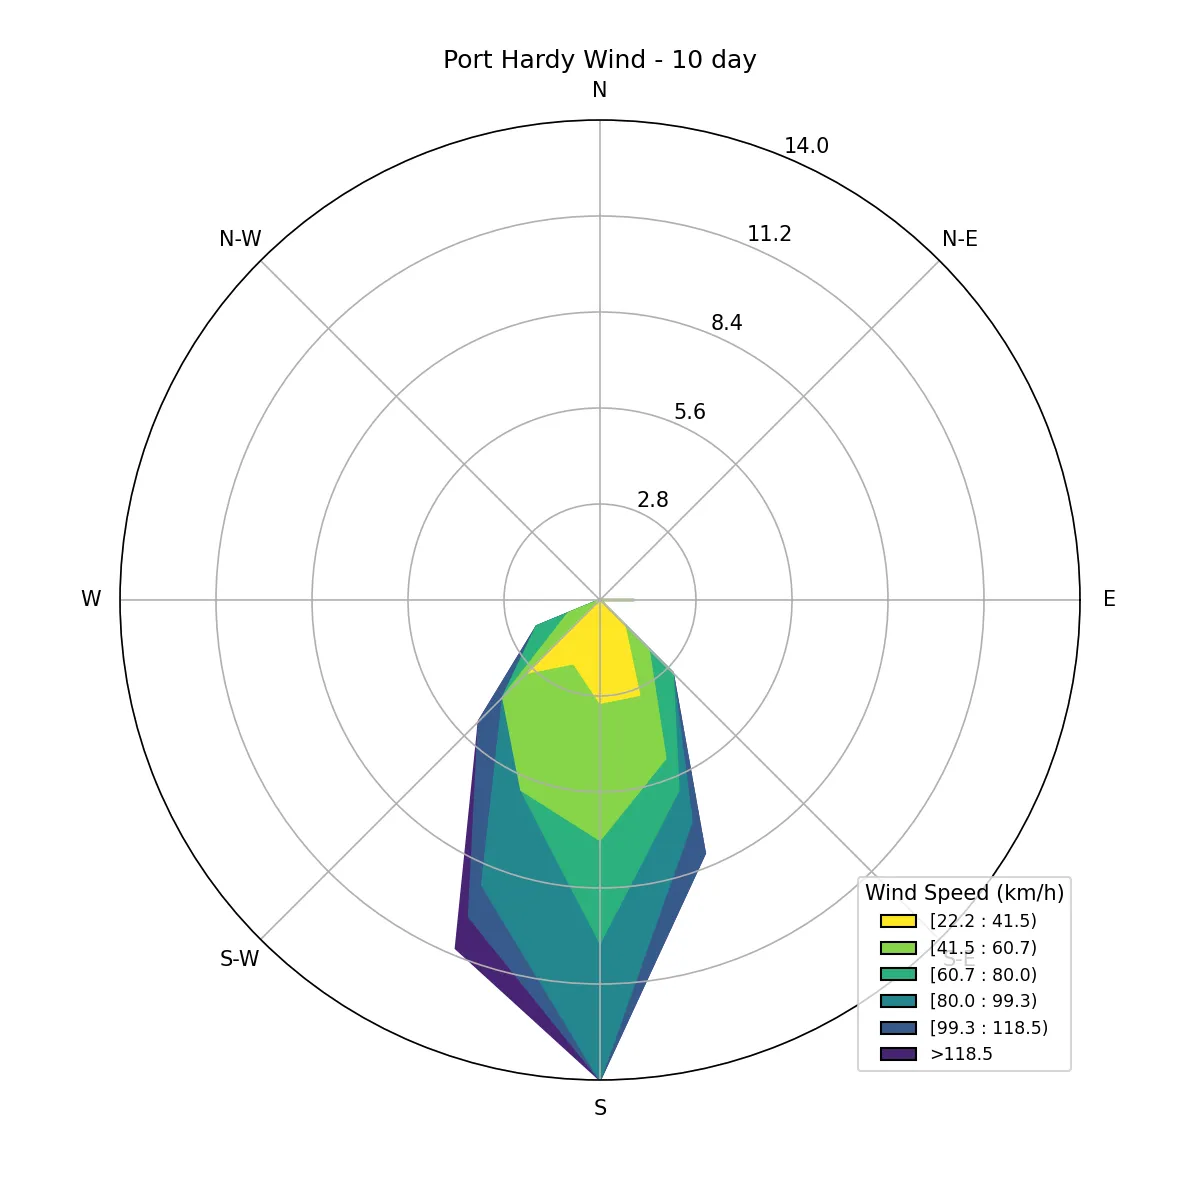 Port Hardy Wind - 10 day
N
14.0
N-W
11.2
N-E
8.4
5.6
2.8
W
E
S-W
S-E
Wind Speed (km/h)
[22.2 : 41.5)
[41.5 : 60.7)
[60.7 : 80.0)
[80.0 : 99.3)
[99.3 : 118.5)
>118.5
S